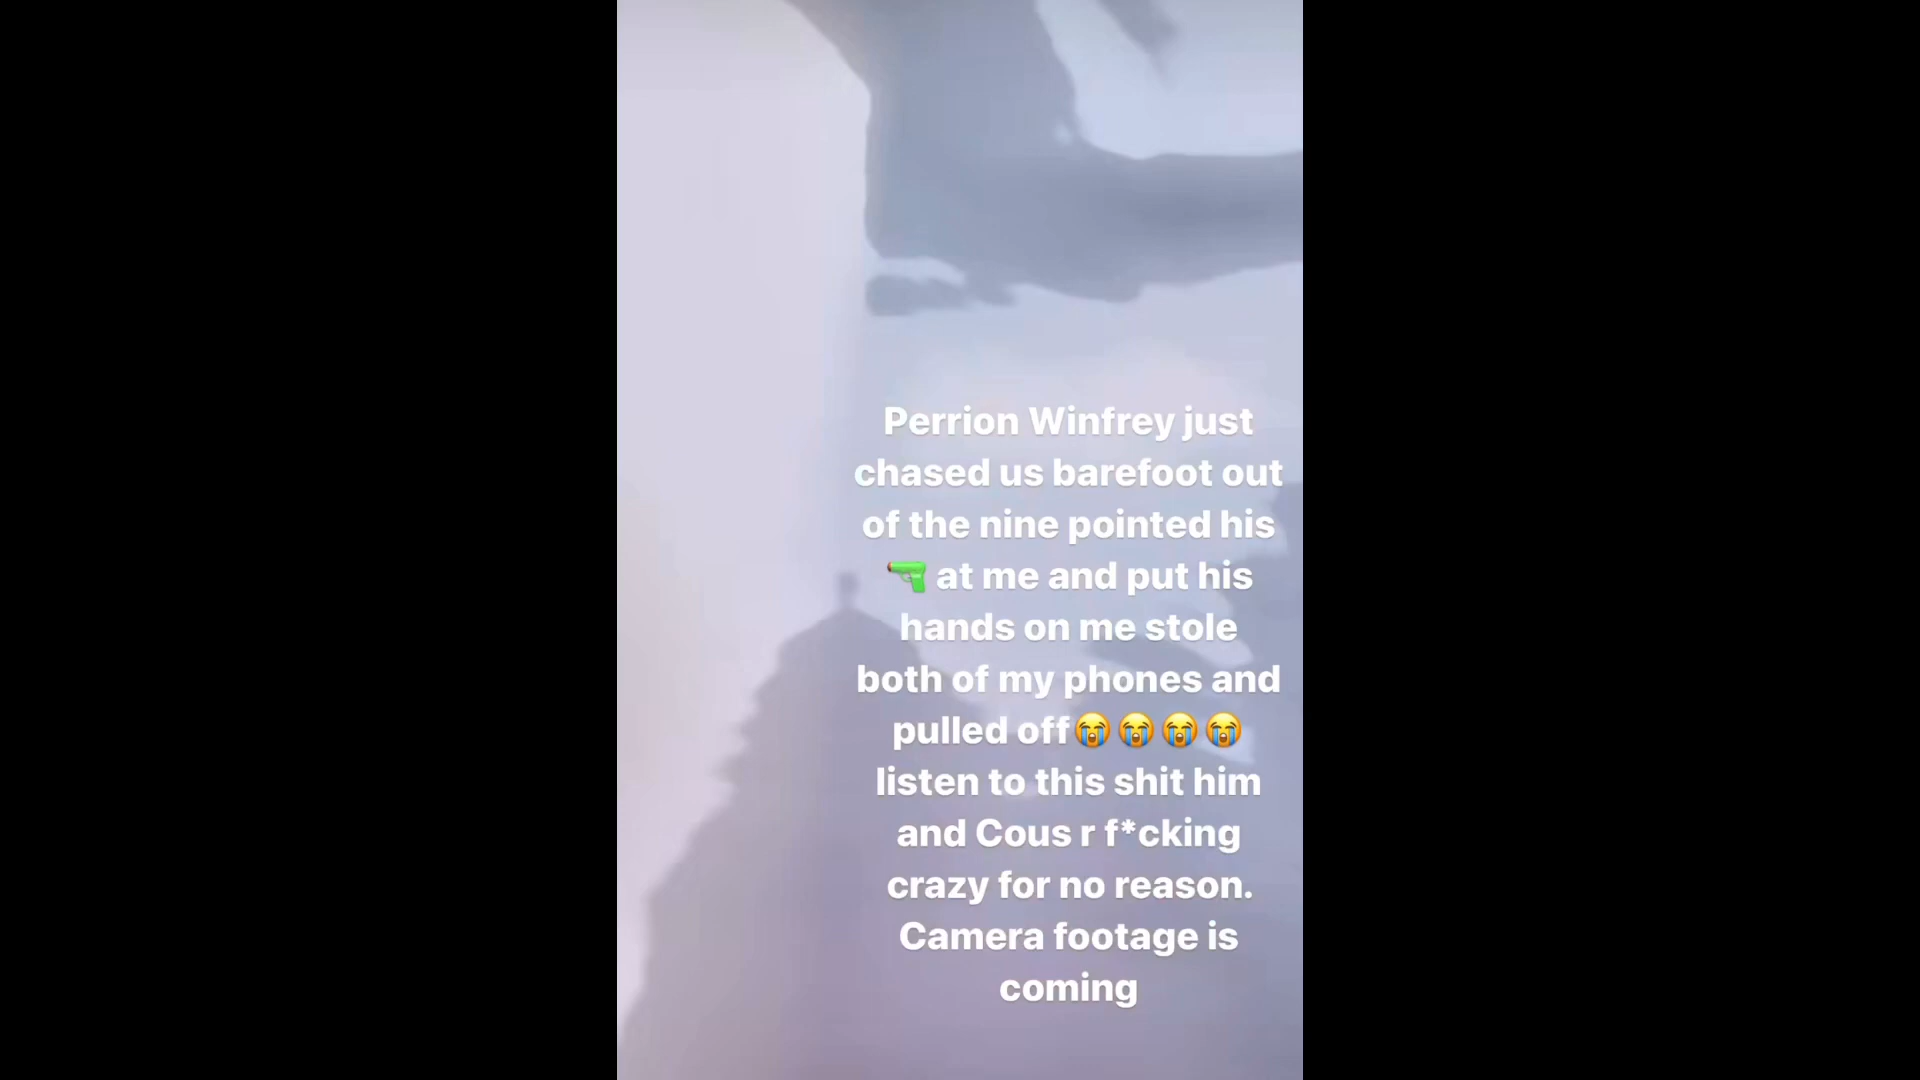 Perrion Winfrey just
chased us barefoot out
of the nine pointed his
🔫 at me and put his
hands on me stole
both of my phones and
pulled off😭😭😭😭
listen to this shit him
and Cous r f*cking
crazy for no reason.
Camera footage is
coming